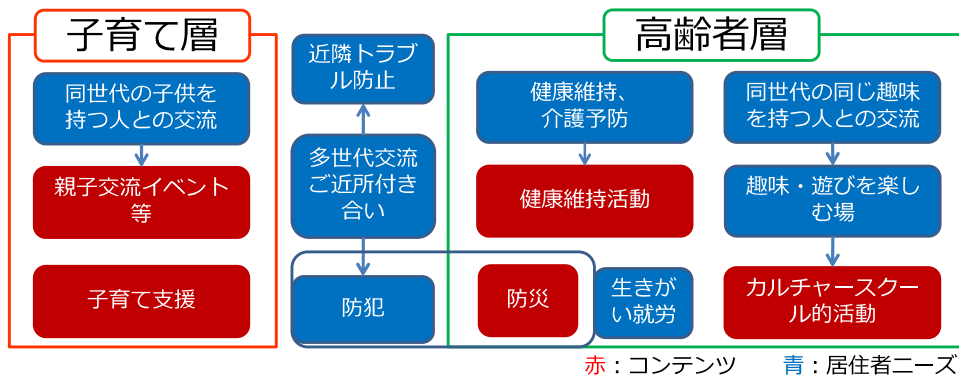 子育て層
同世代の子供を
持つ人との交流
親子交流イベント
等
子育て支援
近隣トラブ
ル防止
多世代交流
ご近所付き
合い
防犯
高齢者層
健康維持、
介護予防
健康維持活動
防災
生きが
い就労
同世代の同じ趣味
を持つ人との交流
趣味・遊びを楽し
む場
カルチャースクー
ル的活動
赤：コンテンツ
青：居住者ニーズ